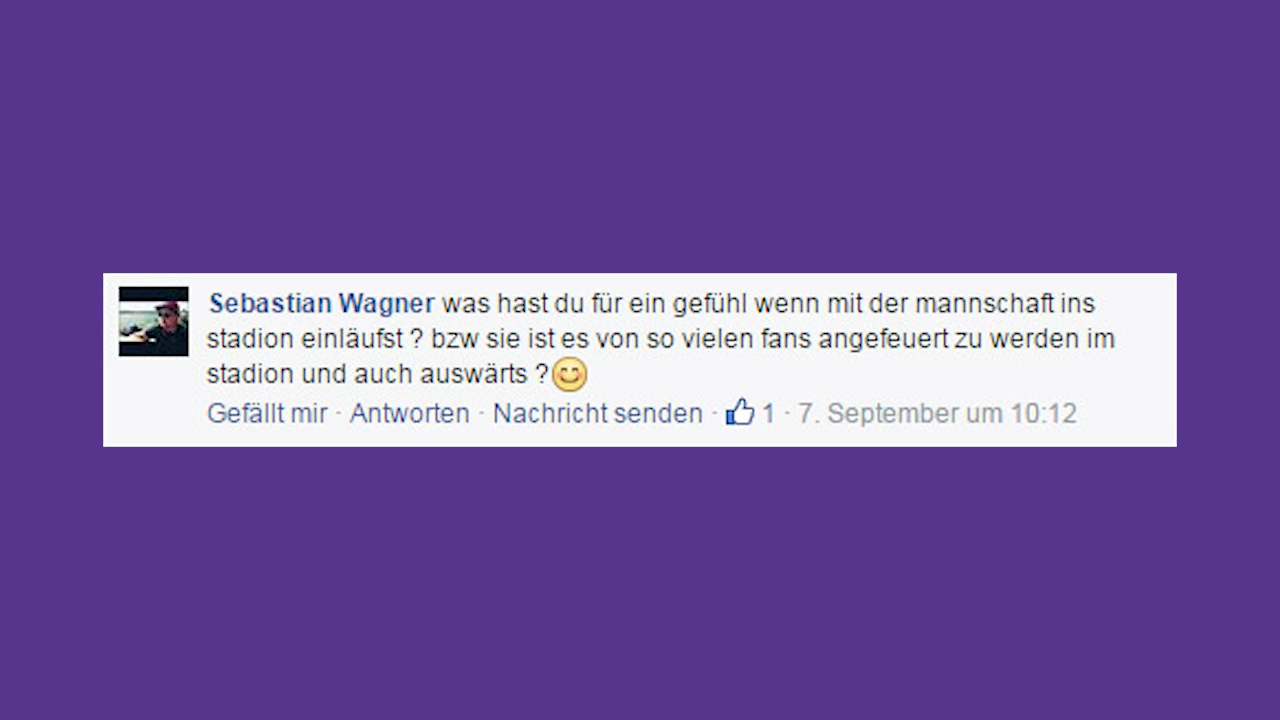 Sebastian Wagner was hast du für ein gefühl wenn mit der mannschaft ins
stadion einläufst ? bzw sie ist es von so vielen fans angefeuert zu werden im
stadion und auch auswärts ?😊
Gefällt mir · Antworten · Nachricht senden · 👍 1 · 7. September um 10:12